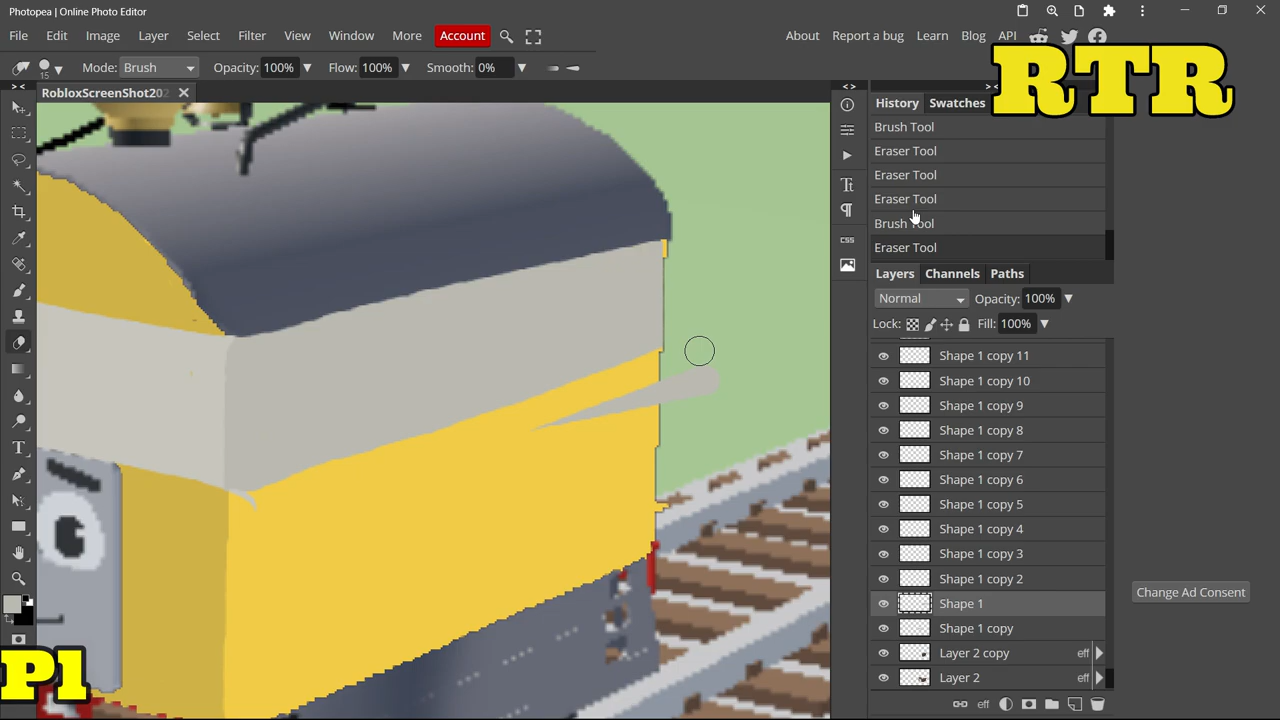 Photopea | Online Photo Editor
File Edit Image Layer Select Filter View Window More Account
About Report a bug Learn Blog API
15 Mode: Brush Opacity: 100% Flow: 100% Smooth: 0%
RTR
RobloxScreenShot202
History Swatches
Brush Tool
Eraser Tool
Eraser Tool
Eraser Tool
Brush Tool
Eraser Tool
CSS
Layers Channels Paths
Normal Opacity: 100%
Lock: Fill: 100%
Shape 1 copy 11
Shape 1 copy 10
Shape 1 copy 9
Shape 1 copy 8
Shape 1 copy 7
Shape 1 copy 6
Shape 1 copy 5
Shape 1 copy 4
Shape 1 copy 3
Shape 1 copy 2
Shape 1
Shape 1 copy
Layer 2 copy eff
Layer 2 eff
eff
Change Ad Consent
P1